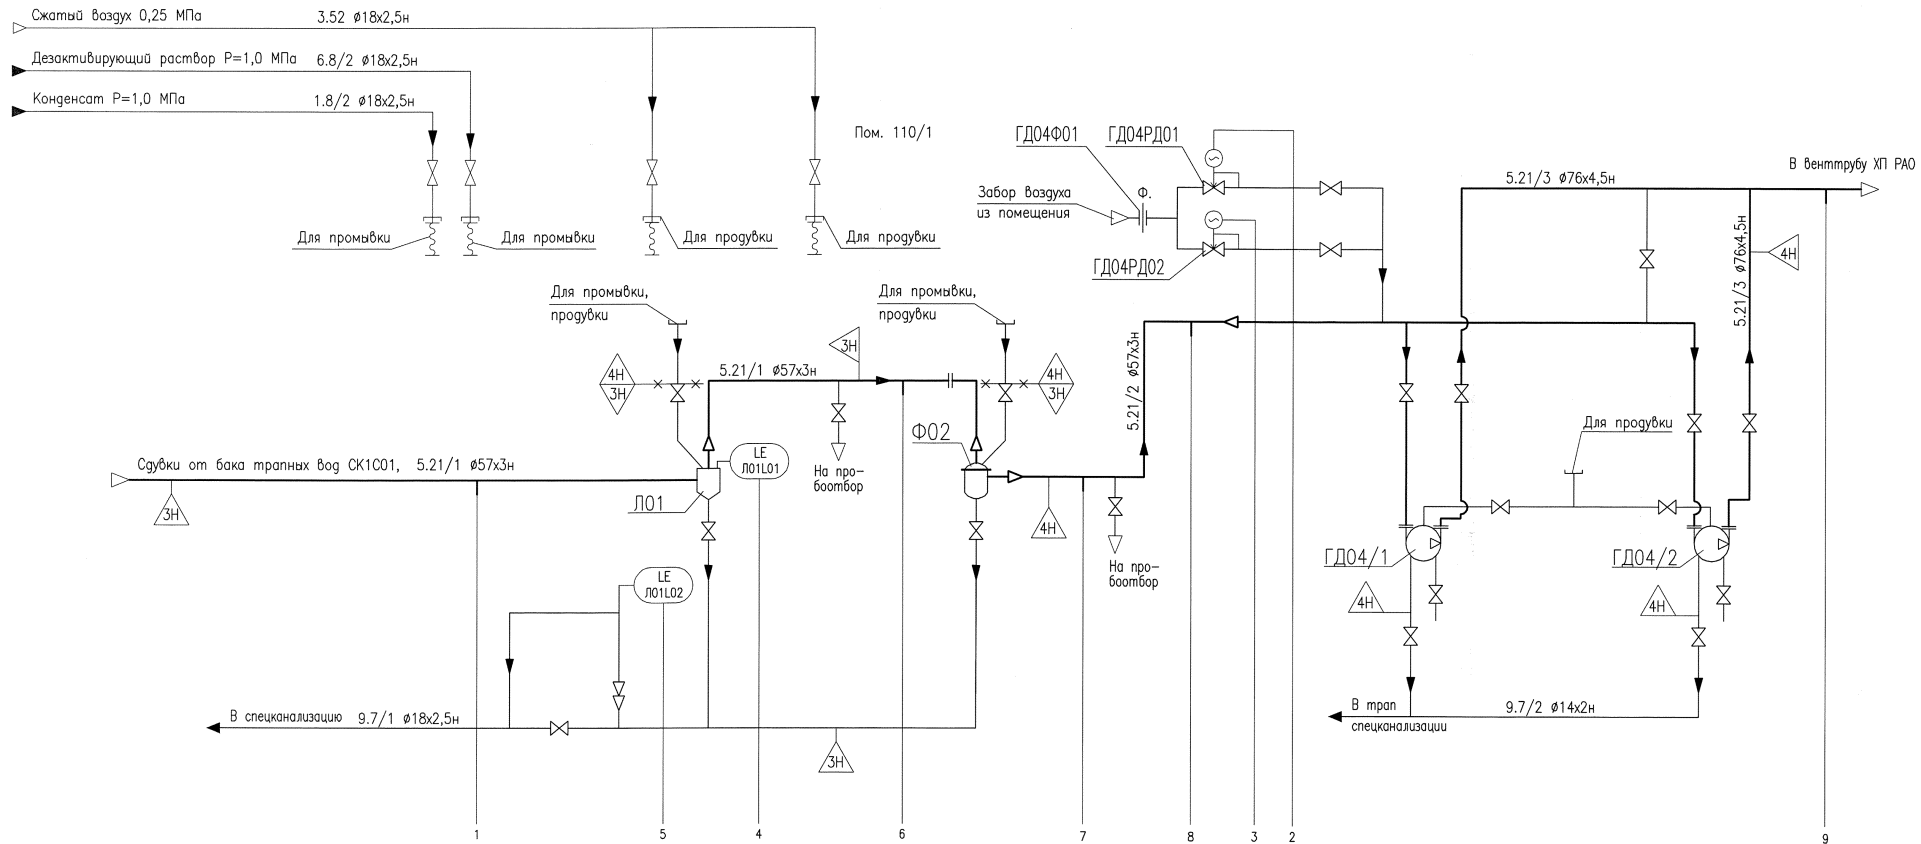 Сжатый воздух 0,25 МПа 3.52 ø18х2,5н
Дезактивирующий раствор Р=1,0 МПа 6.8/2 ø18х2,5н
Конденсат Р=1,0 МПа 1.8/2 ø18х2,5н
Пом. 110/1
Для промывки
Для промывки
Для продувки
Для продувки
ГД04Ф01
ГД04РД01
Забор воздуха
из помещения
Ф.
ГД04РД02
5.21/3 ø76х4,5н
В венттрубу ХП РАО
5.21/3 ø76х4,5н
4Н
Для промывки,
продувки
Для промывки,
продувки
3Н
4Н
3Н
5.21/1 ø57х3н
4Н
3Н
5.21/2 ø57х3н
Ф02
Для продувки
Сдувки от бака трапных вод СК1С01, 5.21/1 ø57х3н
LE
Л01L01
На про-
боотбор
3Н
Л01
4Н
На про-
боотбор
ГД04/1
ГД04/2
LE
Л01L02
4Н
4Н
В спецканализацию 9.7/1 ø18х2,5н
3Н
В трап
спецканализации
9.7/2 ø14х2н
1
5
4
6
7
8
3
2
9